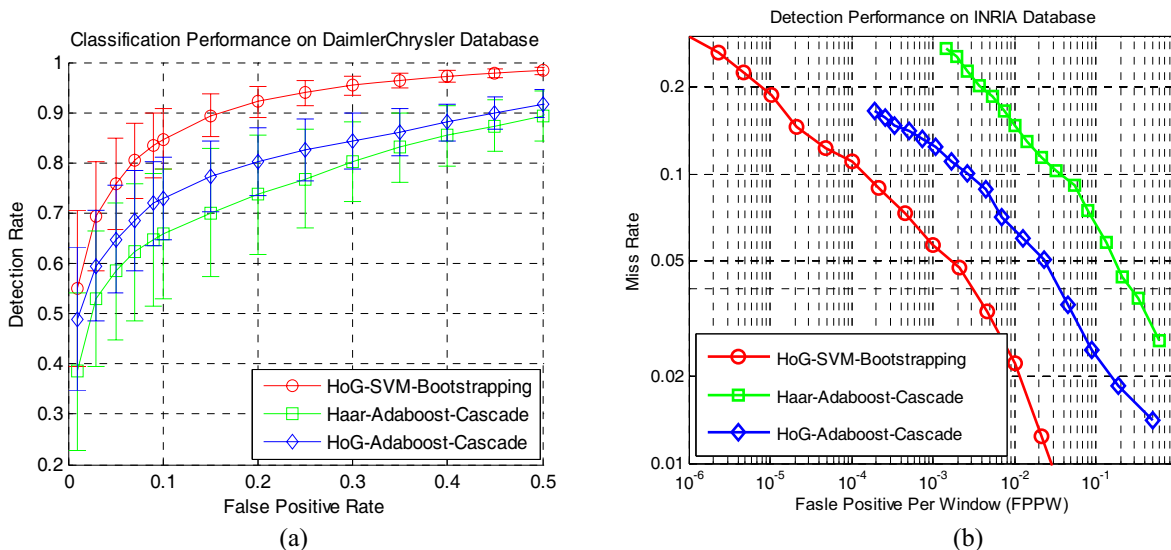 Classification Performance on DaimlerChrysler Database
1
0.9
0.8
0.7
0.6
0.5
0.4
0.3
0.2
Detection Rate
HoG-SVM-Bootstrapping
Haar-Adaboost-Cascade
HoG-Adaboost-Cascade
0 0.1 0.2 0.3 0.4 0.5
False Positive Rate
(a)
Detection Performance on INRIA Database
0.2
0.1
0.05
0.02
0.01
Miss Rate
HoG-SVM-Bootstrapping
Haar-Adaboost-Cascade
HoG-Adaboost-Cascade
10⁻⁶ 10⁻⁵ 10⁻⁴ 10⁻³ 10⁻² 10⁻¹
Fasle Positive Per Window (FPPW)
(b)